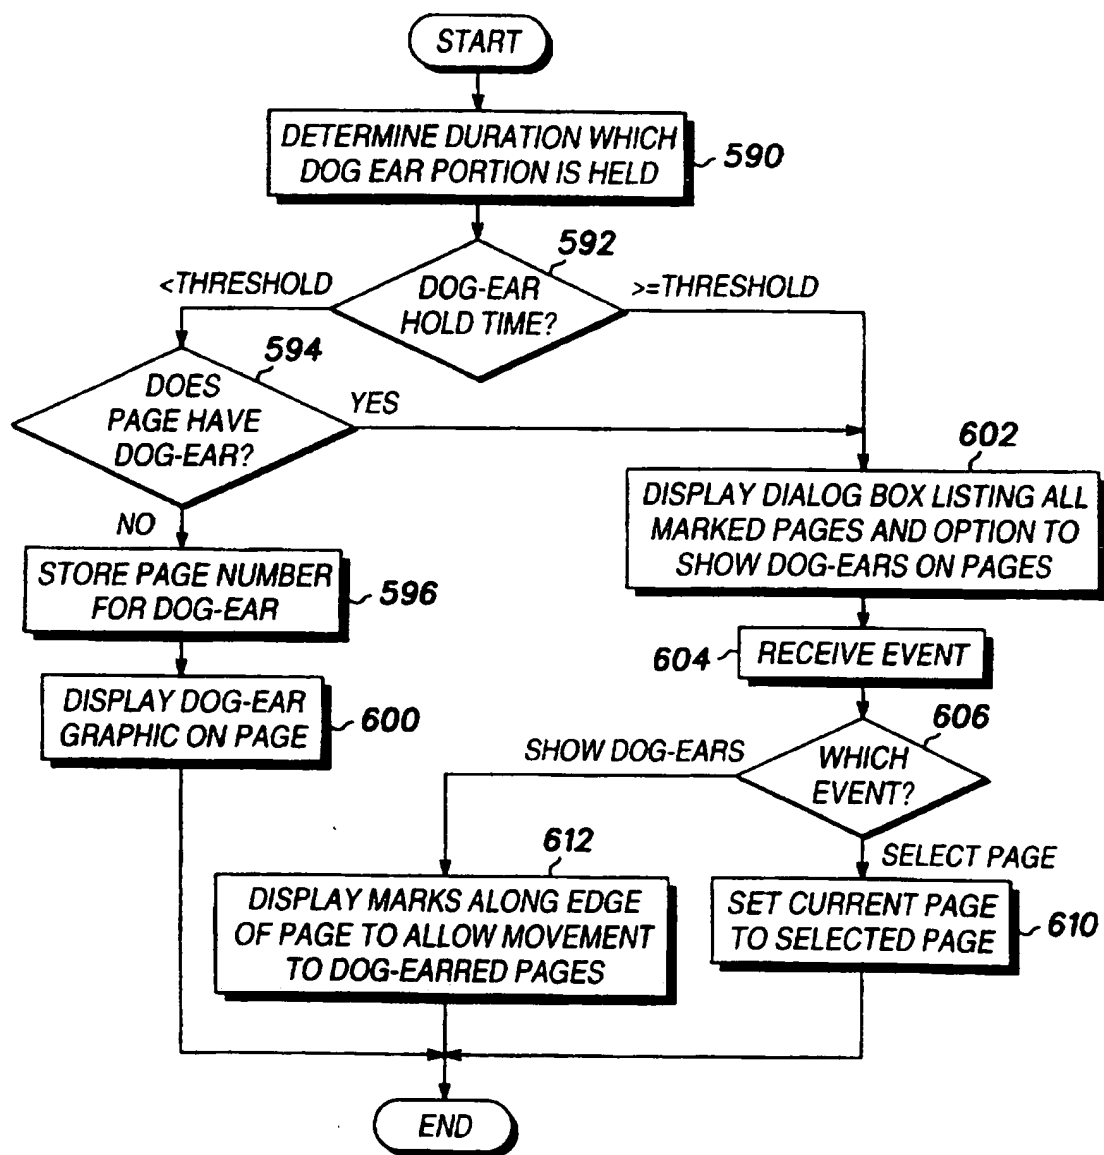 START
DETERMINE DURATION WHICH
DOG EAR PORTION IS HELD
590
592
<THRESHOLD
DOG-EAR
HOLD TIME?
>=THRESHOLD
594
DOES
PAGE HAVE
DOG-EAR?
YES
NO
602
DISPLAY DIALOG BOX LISTING ALL
MARKED PAGES AND OPTION TO
SHOW DOG-EARS ON PAGES
STORE PAGE NUMBER
FOR DOG-EAR
596
604
RECEIVE EVENT
DISPLAY DOG-EAR
GRAPHIC ON PAGE
600
606
SHOW DOG-EARS
WHICH
EVENT?
SELECT PAGE
612
DISPLAY MARKS ALONG EDGE
OF PAGE TO ALLOW MOVEMENT
TO DOG-EARRED PAGES
SET CURRENT PAGE
TO SELECTED PAGE
610
END